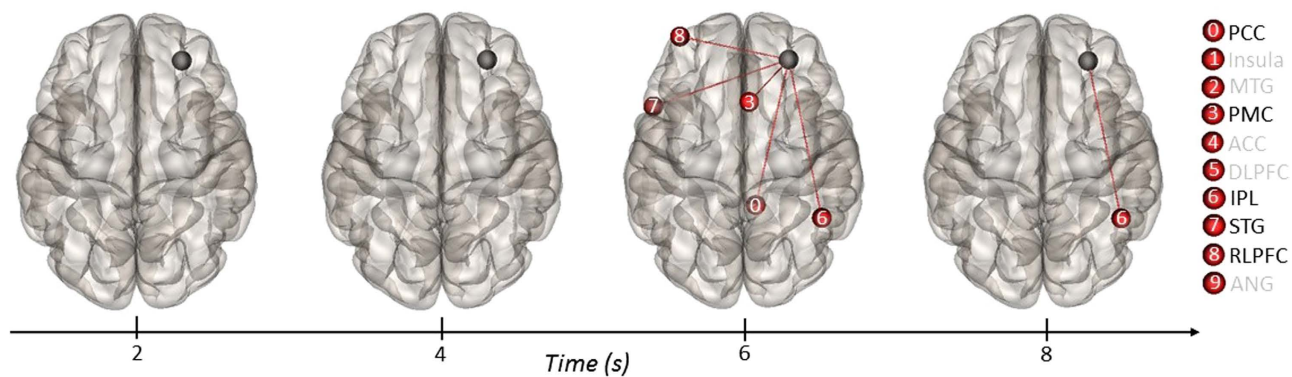 8
7
3
0
6
6
0 PCC
1 Insula
2 MTG
3 PMC
4 ACC
5 DLPFC
6 IPL
7 STG
8 RLPFC
9 ANG
2
4
6
8
Time (s)